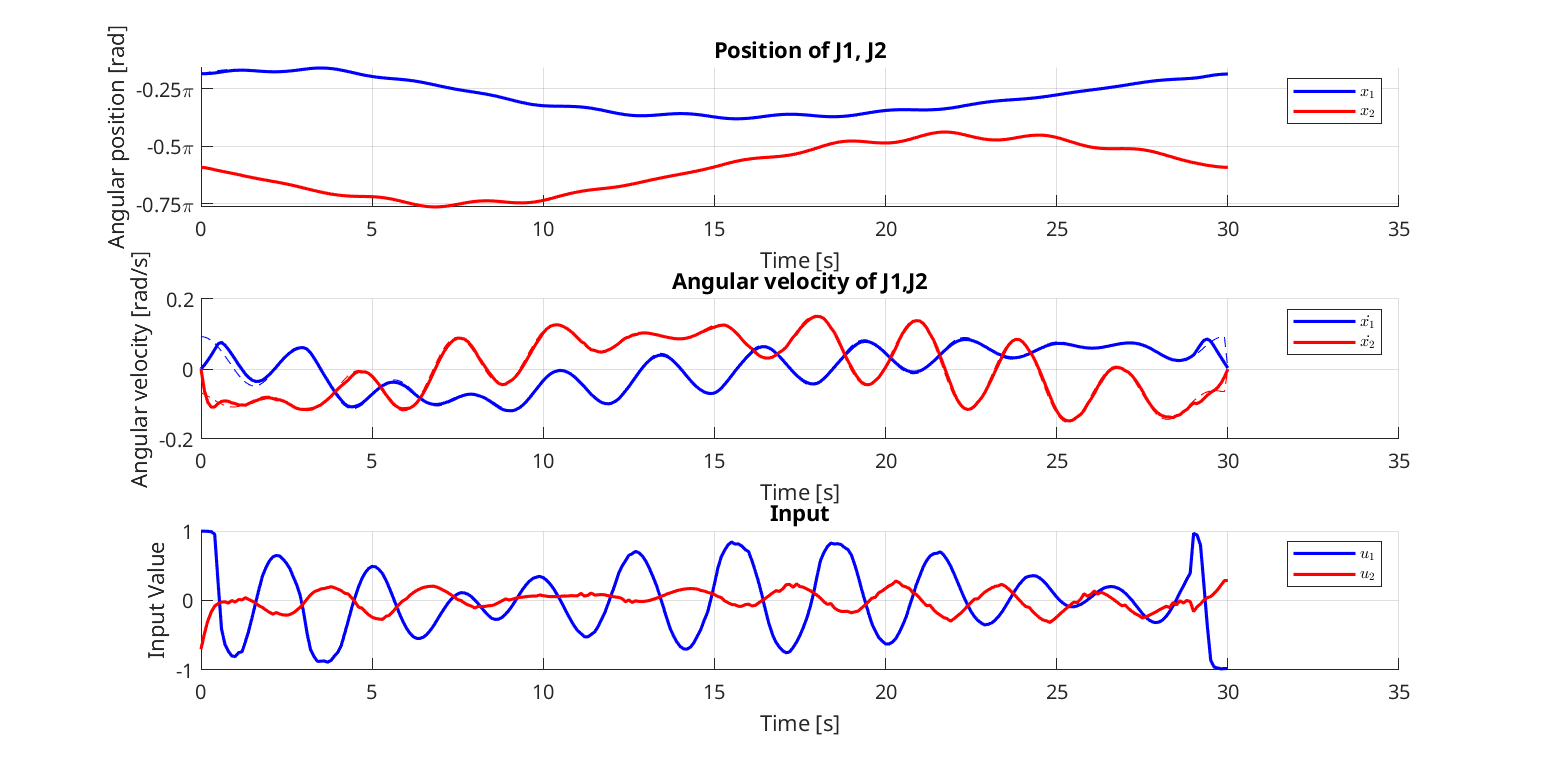 Position of J1, J2
Angular position [rad]
-0.25π
-0.5π
-0.75π
x₁
x₂
0 5 10 15 20 25 30 35
Time [s]
Angular velocity of J1,J2
Angular velocity [rad/s]
0.2
0
-0.2
ẋ₁
ẋ₂
0 5 10 15 20 25 30 35
Time [s]
Input
Input Value
1
0
-1
u₁
u₂
0 5 10 15 20 25 30 35
Time [s]